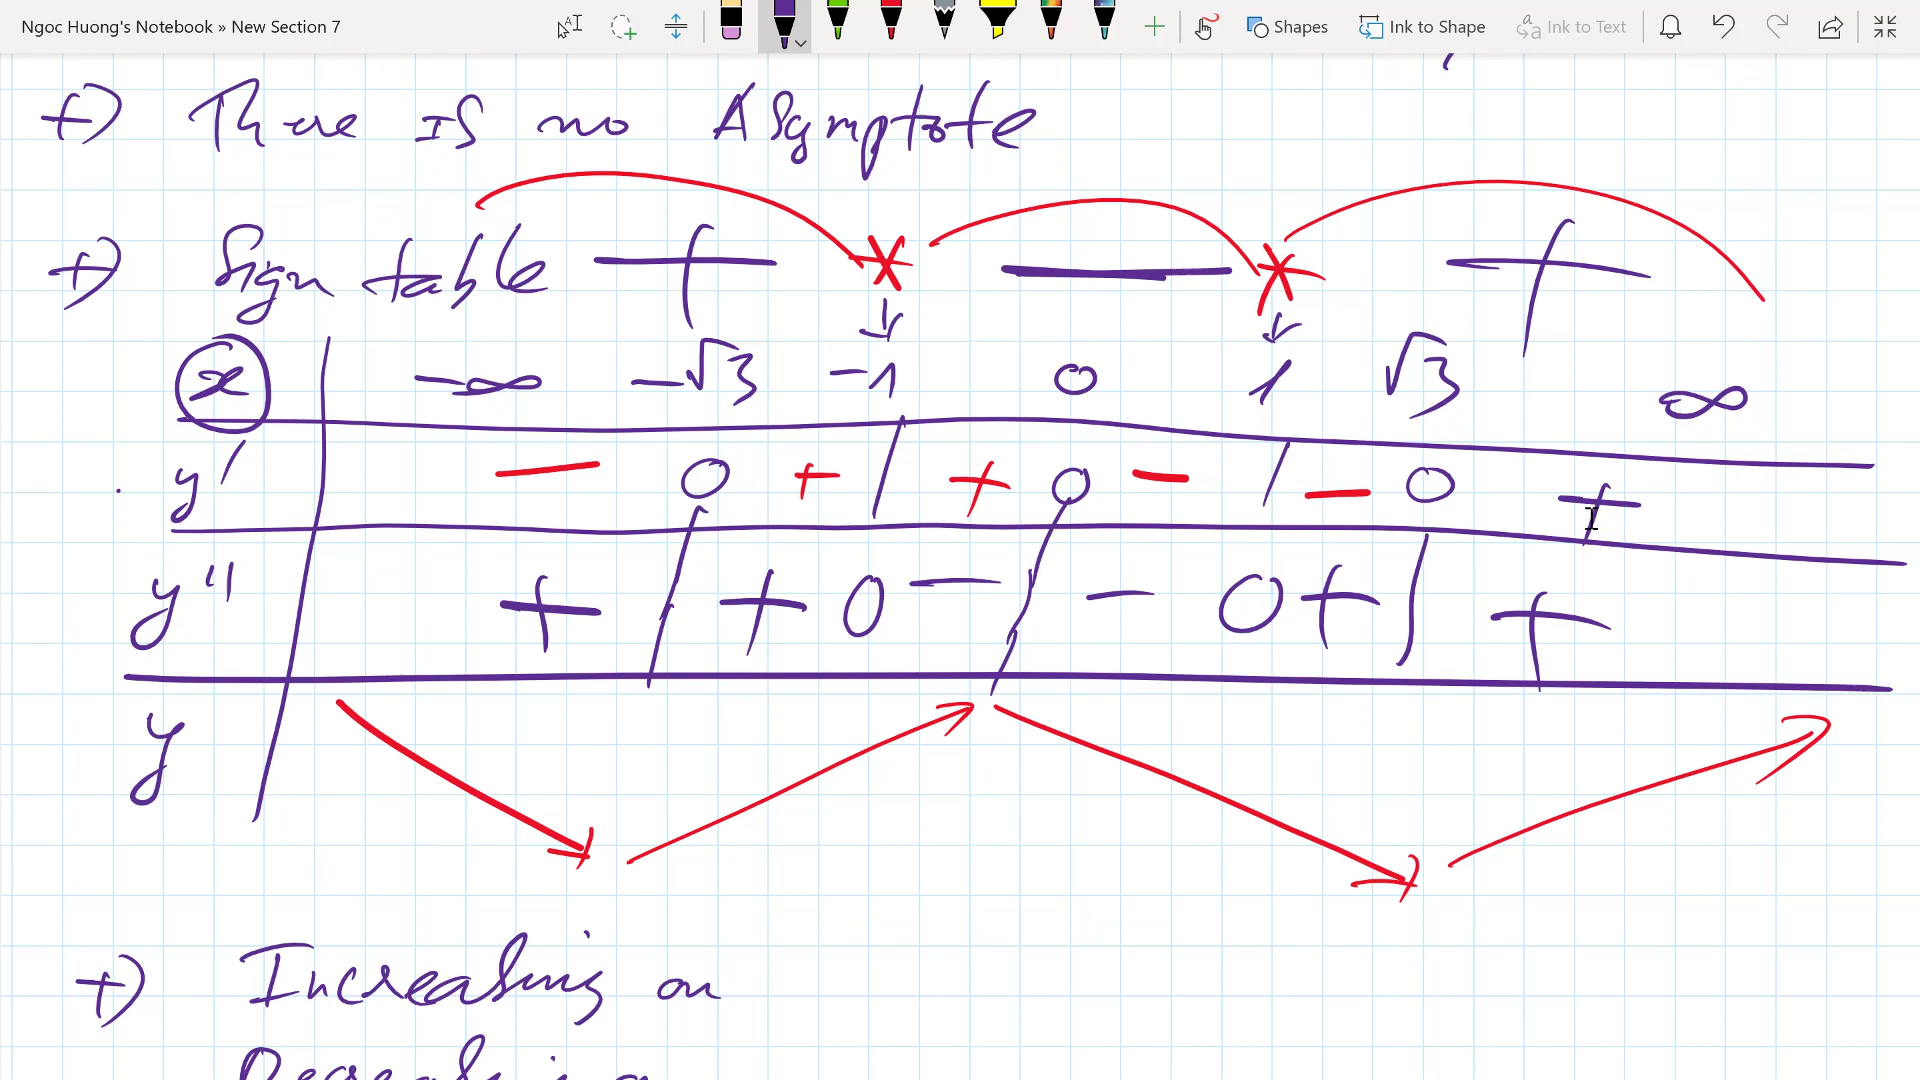 Ngoc Huong's Notebook » New Section 7
Shapes
Ink to Shape
Ink to Text
+) There is no Asymptote
+) Sign table + − +
x -∞ -√3 -1 0 1 √3 ∞
y' − 0 + | + 0 − | − 0 +
y" + | + 0 − | − 0 + | +
y
+) Increasing on